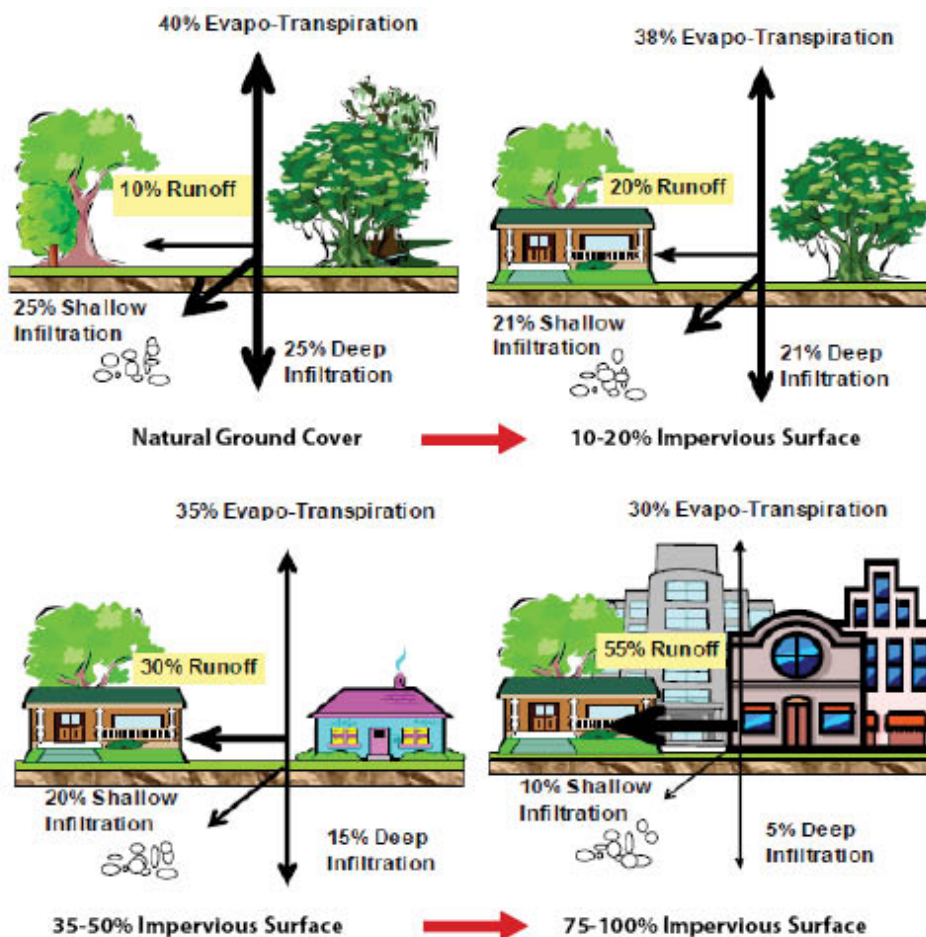 40% Evapo-Transpiration
10% Runoff
25% Shallow
Infiltration
25% Deep
Infiltration
Natural Ground Cover
38% Evapo-Transpiration
20% Runoff
21% Shallow
Infiltration
21% Deep
Infiltration
10-20% Impervious Surface
35% Evapo-Transpiration
30% Runoff
20% Shallow
Infiltration
15% Deep
Infiltration
35-50% Impervious Surface
30% Evapo-Transpiration
55% Runoff
10% Shallow
Infiltration
5% Deep
Infiltration
75-100% Impervious Surface